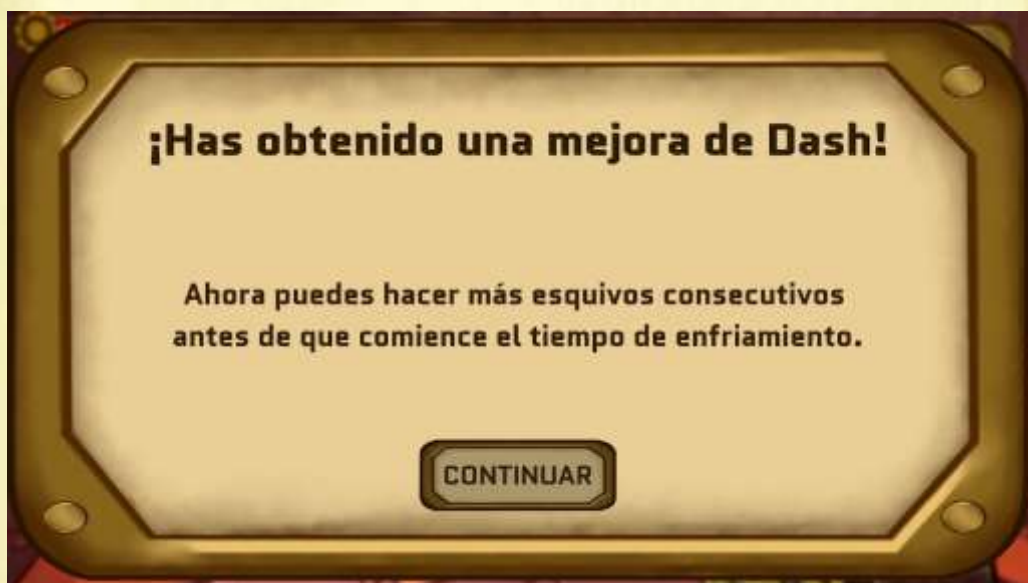 ¡Has obtenido una mejora de Dash!
Ahora puedes hacer más esquivos consecutivos
antes de que comience el tiempo de enfriamiento.
CONTINUAR